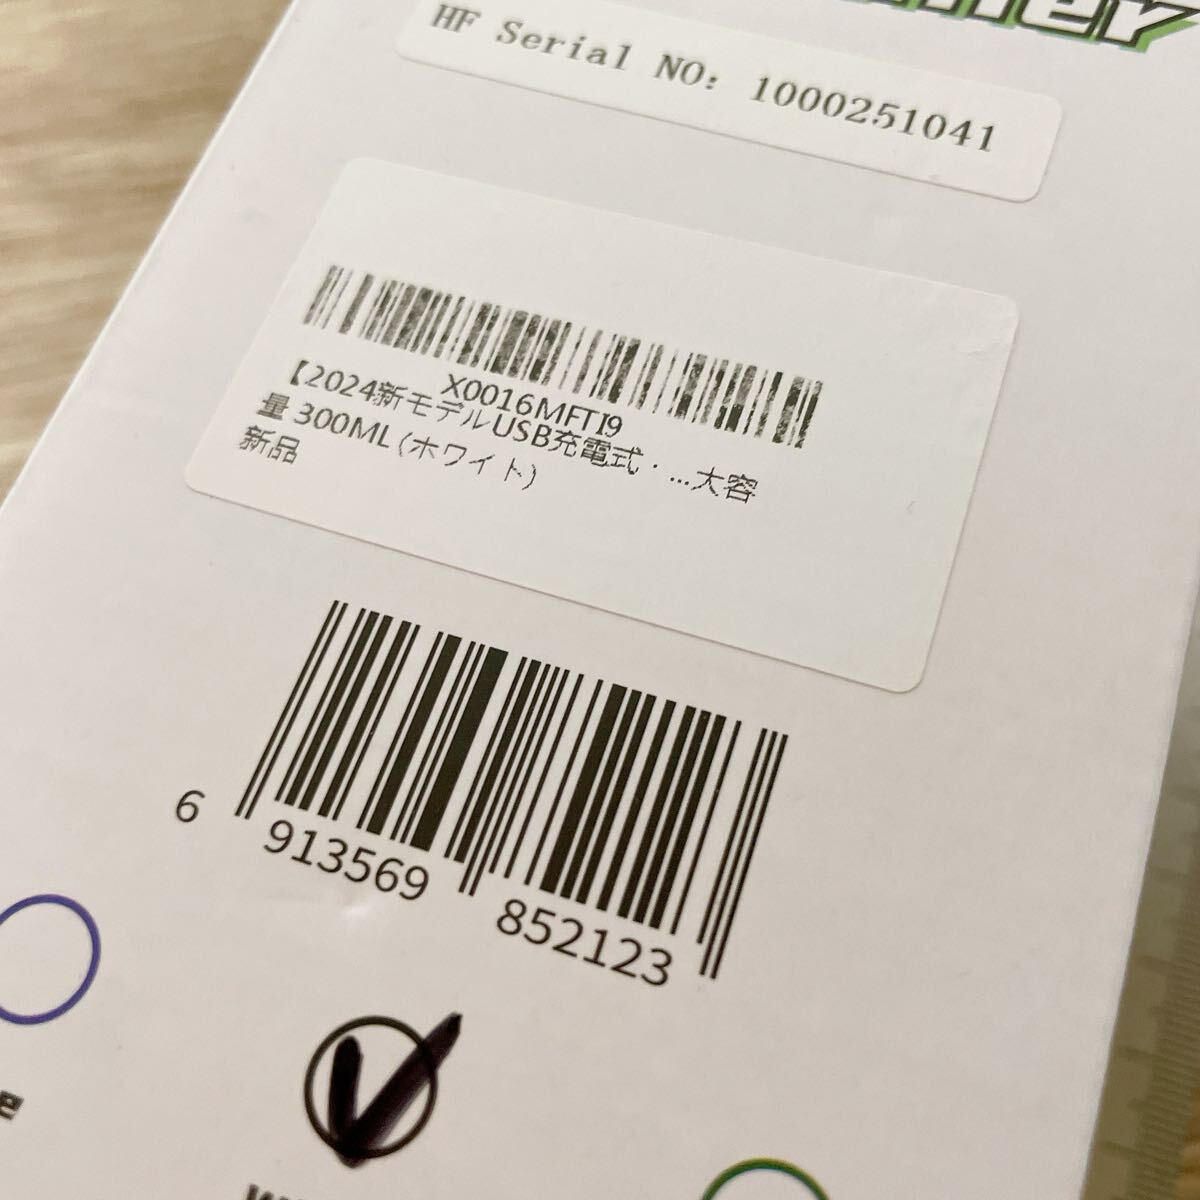 HF Serial NO: 1000251041
X0016MFTI9
【2024新モデルUSB充電式・...大容
量 300ML(ホワイト)
新品
6 913569 852123